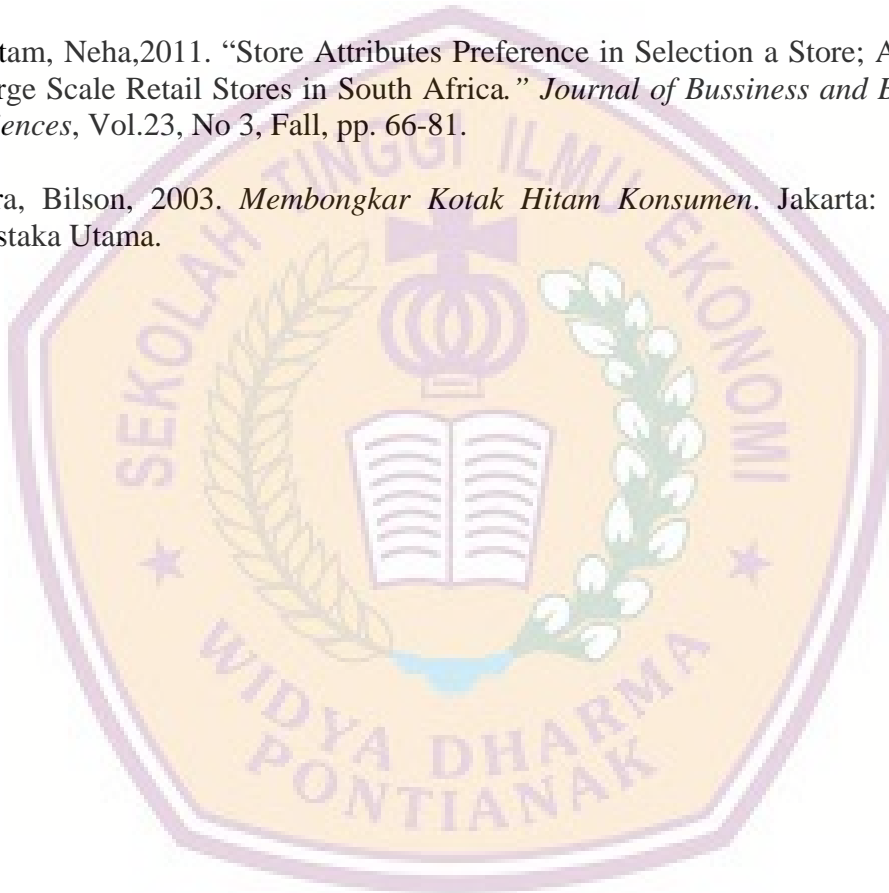 tam, Neha,2011. “Store Attributes Preference in Selection a Store; A
rge Scale Retail Stores in South Africa.” Journal of Bussiness and B
iences, Vol.23, No 3, Fall, pp. 66-81.
ra, Bilson, 2003. Membongkar Kotak Hitam Konsumen. Jakarta:
staka Utama.
SEKOLAH TINGGI ILMU EKONOMI
WIDYA DHARMA
PONTIANAK